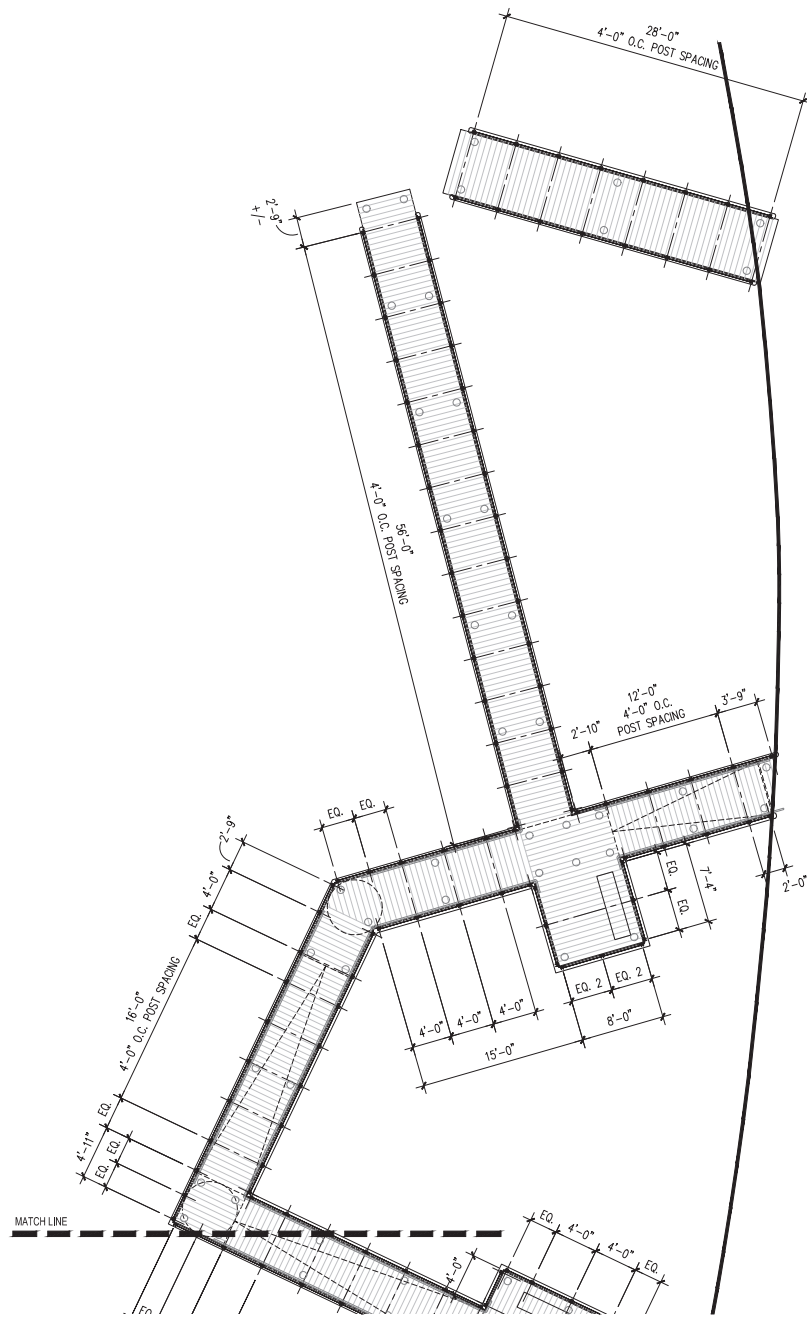 28'-0"
4'-0" O.C. POST SPACING
2'-9"
+/-
56'-0"
4'-0" O.C. POST SPACING
12'-0"
4'-0" O.C.
POST SPACING
3'-9"
2'-10"
EQ.
EQ.
2'-9"
4'-0"
EQ.
EQ.
7'-4"
EQ.
2'-0"
16'-0"
4'-0" O.C. POST SPACING
EQ. 2
EQ. 2
4'-0"
4'-0"
4'-0"
8'-0"
15'-0"
EQ.
4'-11"
EQ.
EQ.
MATCH LINE
EQ.
4'-0"
4'-0"
EQ.
4'-0"
EQ.